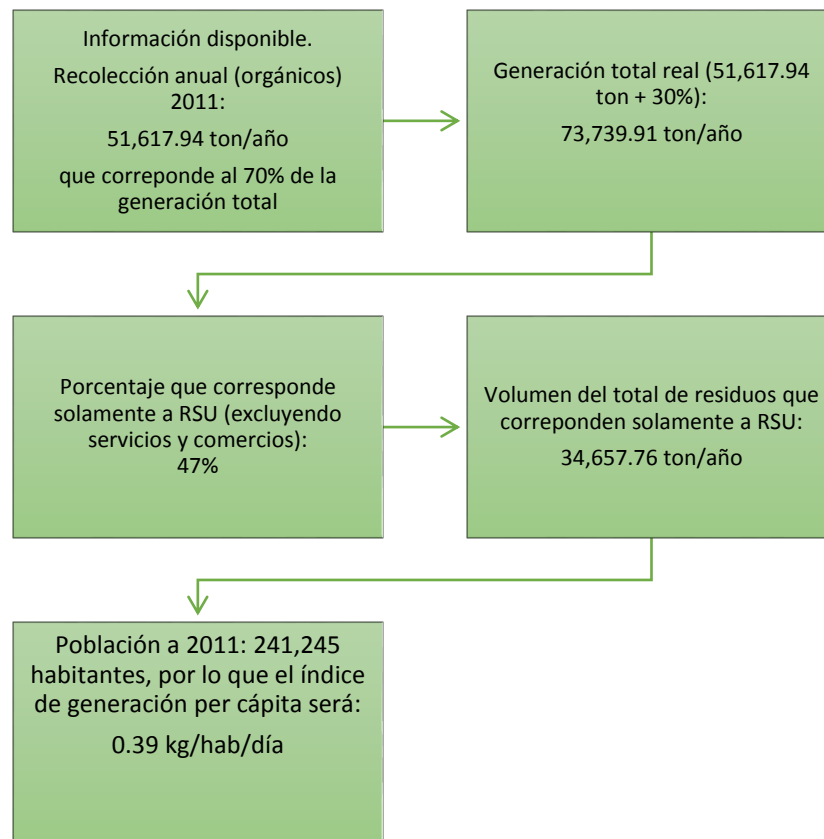 Información disponible.
Recolección anual (orgánicos)
2011:
51,617.94 ton/año
que correponde al 70% de la
generación total
Generación total real (51,617.94
ton + 30%):
73,739.91 ton/año
Porcentaje que corresponde
solamente a RSU (excluyendo
servicios y comercios):
47%
Volumen del total de residuos que
correponden solamente a RSU:
34,657.76 ton/año
Población a 2011: 241,245
habitantes, por lo que el índice
de generación per cápita será:
0.39 kg/hab/día